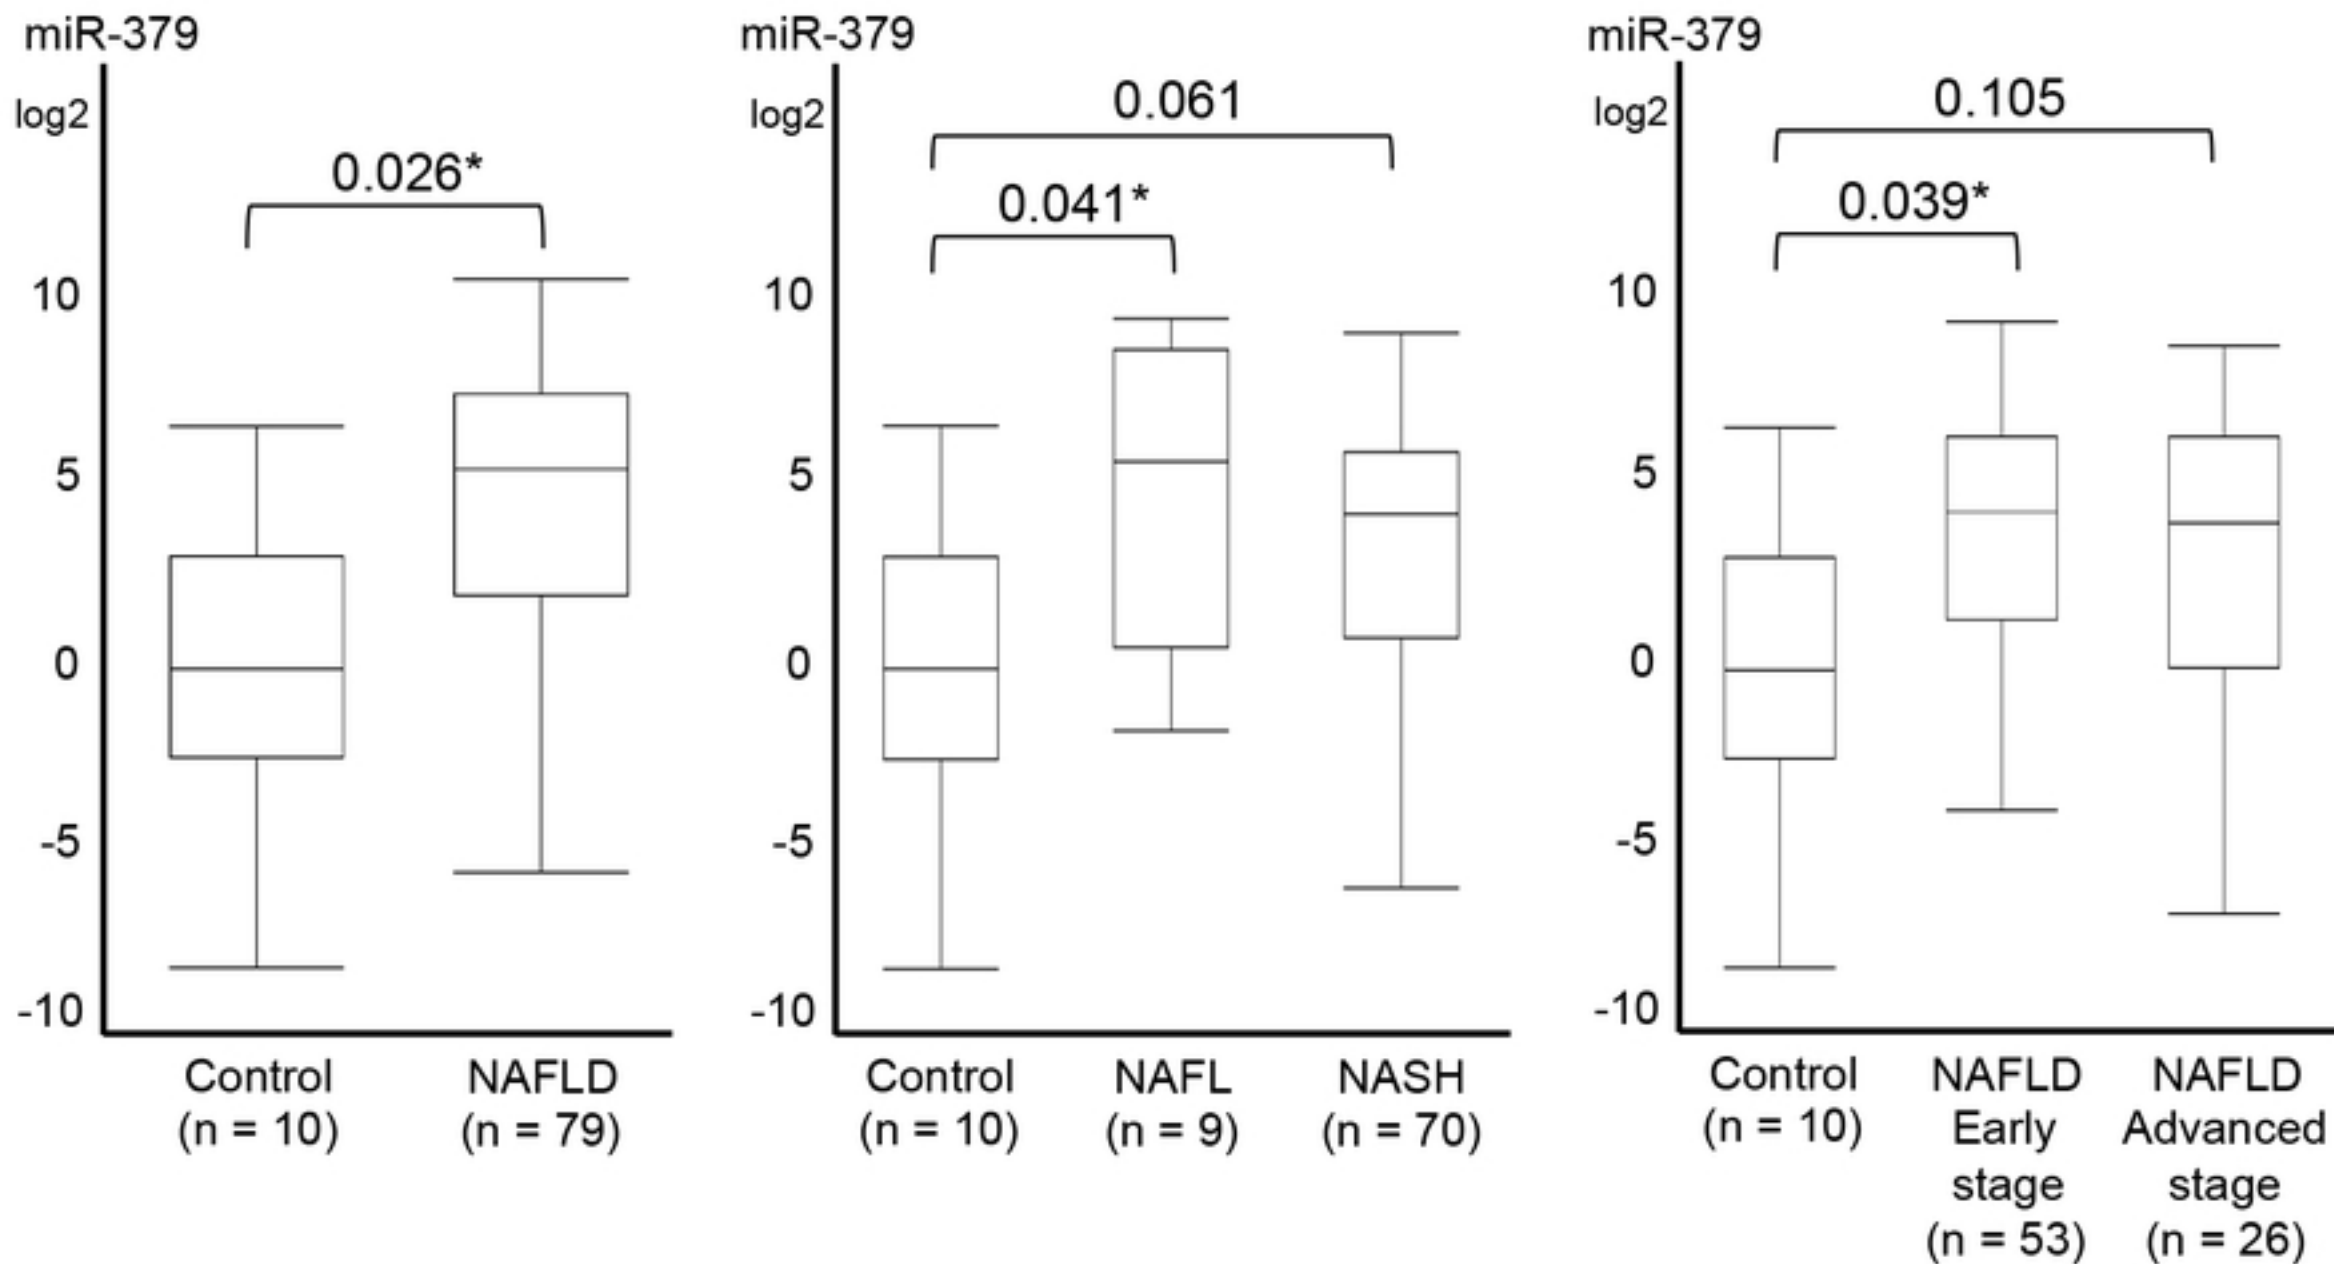 miR-379
log2
0.026*
10
5
0
-5
-10
Control
(n = 10)
NAFLD
(n = 79)
miR-379
log2
0.061
0.041*
10
5
0
-5
-10
Control
(n = 10)
NAFL
(n = 9)
NASH
(n = 70)
miR-379
log2
0.105
0.039*
10
5
0
-5
-10
Control
(n = 10)
NAFLD
Early
stage
(n = 53)
NAFLD
Advanced
stage
(n = 26)